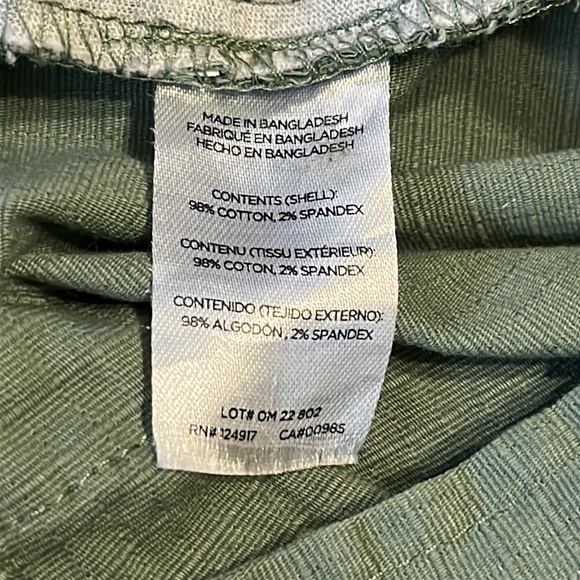 MADE IN BANGLADESH
FABRIQUÉ EN BANGLADESH
HECHO EN BANGLADESH
CONTENTS (SHELL):
98% COTTON, 2% SPANDEX
CONTENU (TISSU EXTÉRIEUR):
98% COTON, 2% SPANDEX
CONTENIDO (TEJIDO EXTERNO):
98% ALGODÓN, 2% SPANDEX
LOT# OM 22 802
RN# 124917 CA#00985